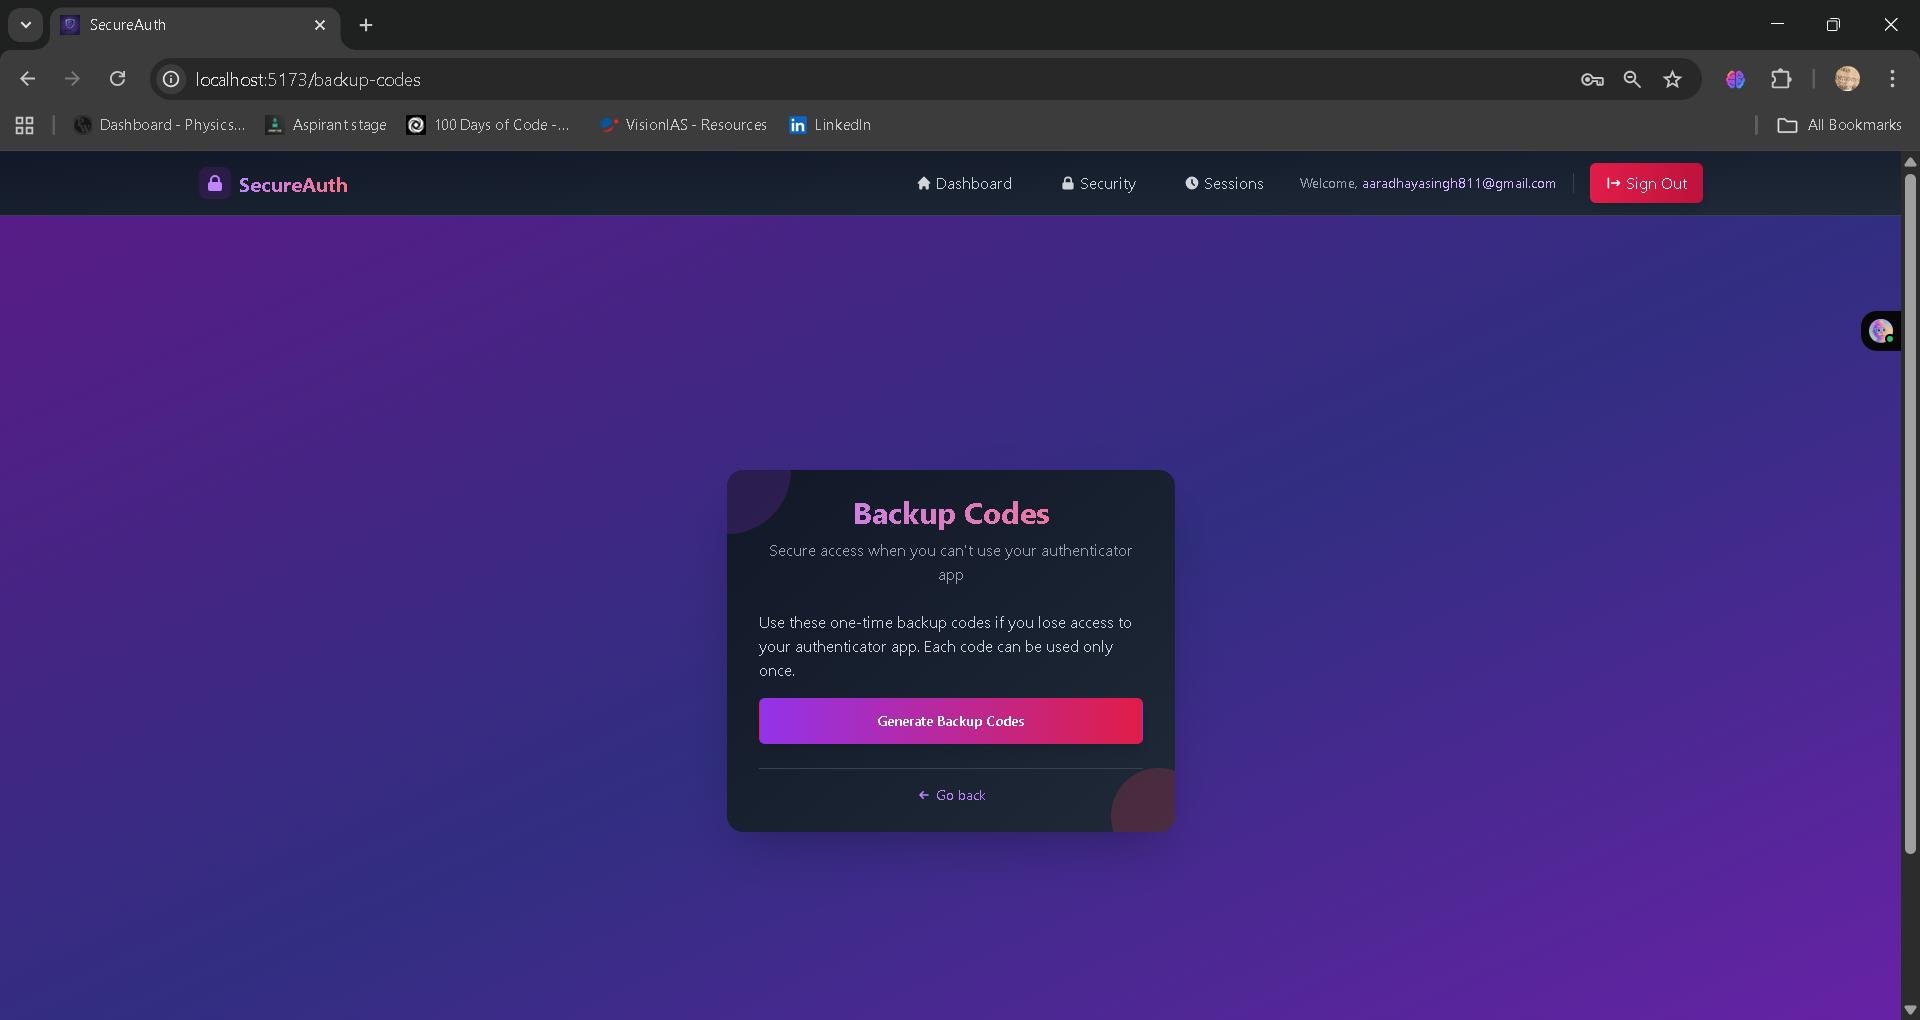 SecureAuth
localhost:5173/backup-codes
Dashboard - Physics...
Aspirant stage
100 Days of Code -...
VisionIAS - Resources
in LinkedIn
All Bookmarks
SecureAuth
Dashboard
Security
Sessions
Welcome, aaradhayasingh811@gmail.com
Sign Out
Backup Codes
Secure access when you can't use your authenticator
app
Use these one-time backup codes if you lose access to
your authenticator app. Each code can be used only
once.
Generate Backup Codes
Go back